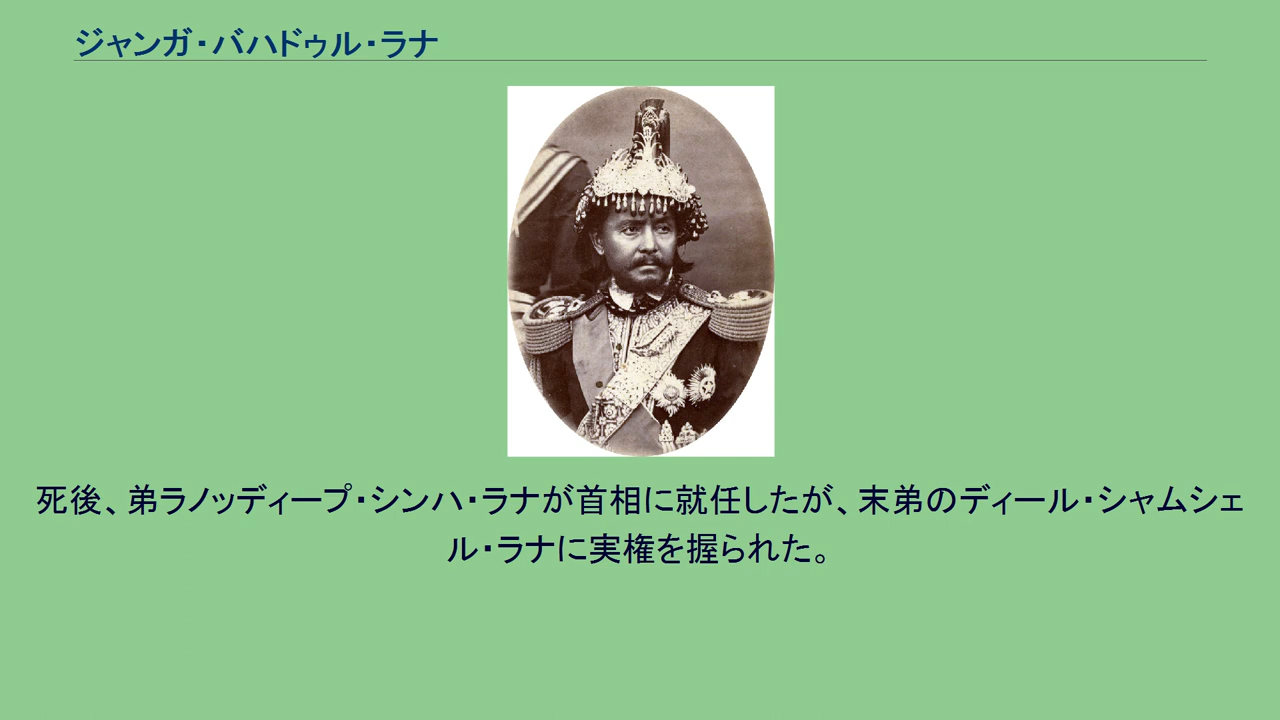 ジャンガ・バハドゥル・ラナ
死後、弟ラノッディープ・シンハ・ラナが首相に就任したが、末弟のディール・シャムシェ
ル・ラナに実権を握られた。